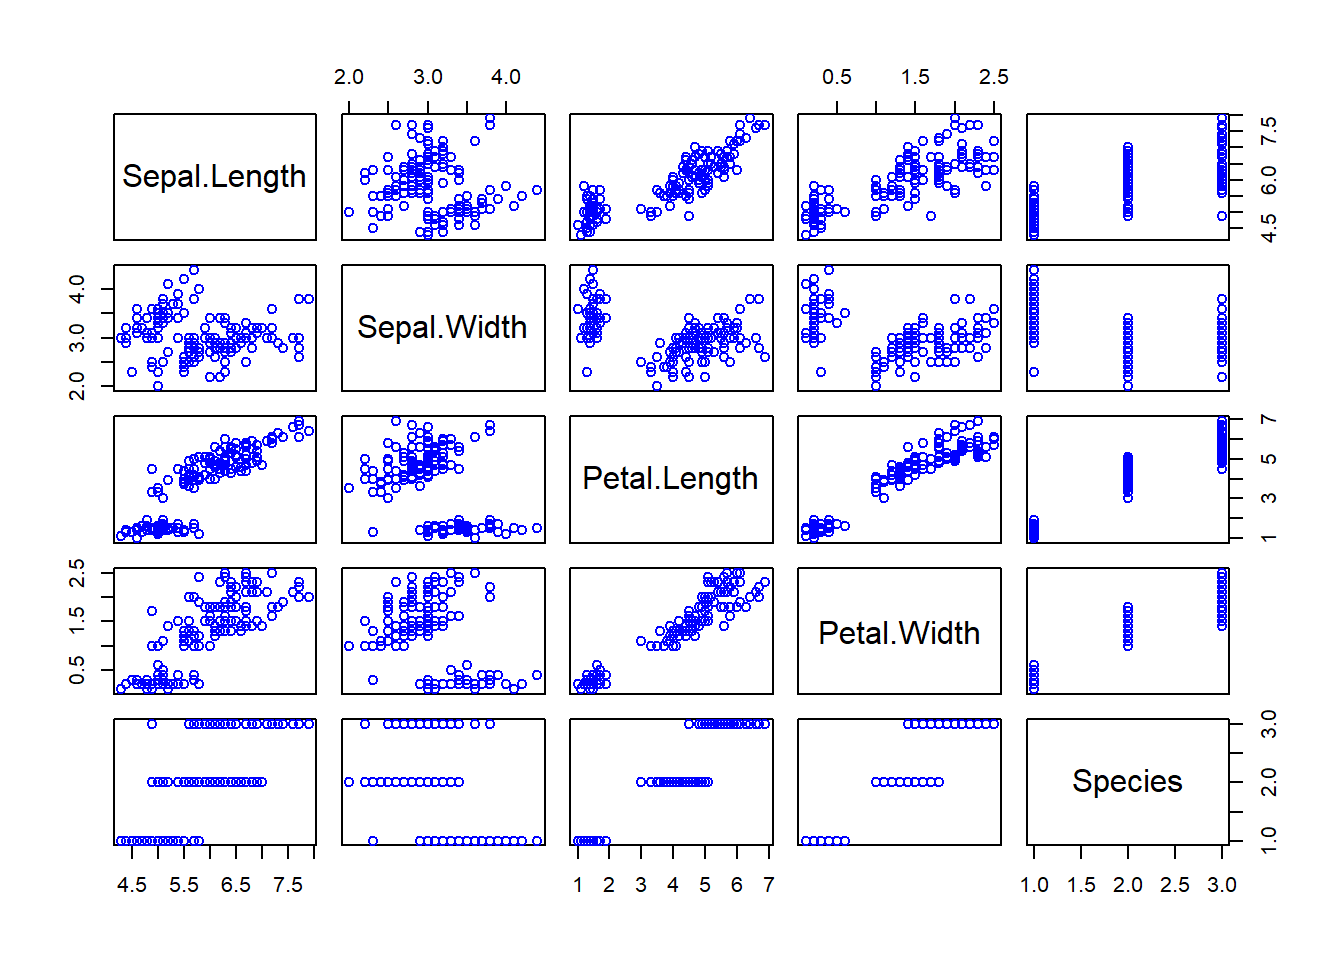 2.0 3.0 4.0 0.5 1.5 2.5
Sepal.Length 4.5 6.0 7.5
2.0 3.0 4.0 Sepal.Width
Petal.Length 1 3 5 7
0.5 1.5 2.5 Petal.Width
Species 1.0 2.0 3.0
4.5 5.5 6.5 7.5 1 2 3 4 5 6 7 1.0 1.5 2.0 2.5 3.0